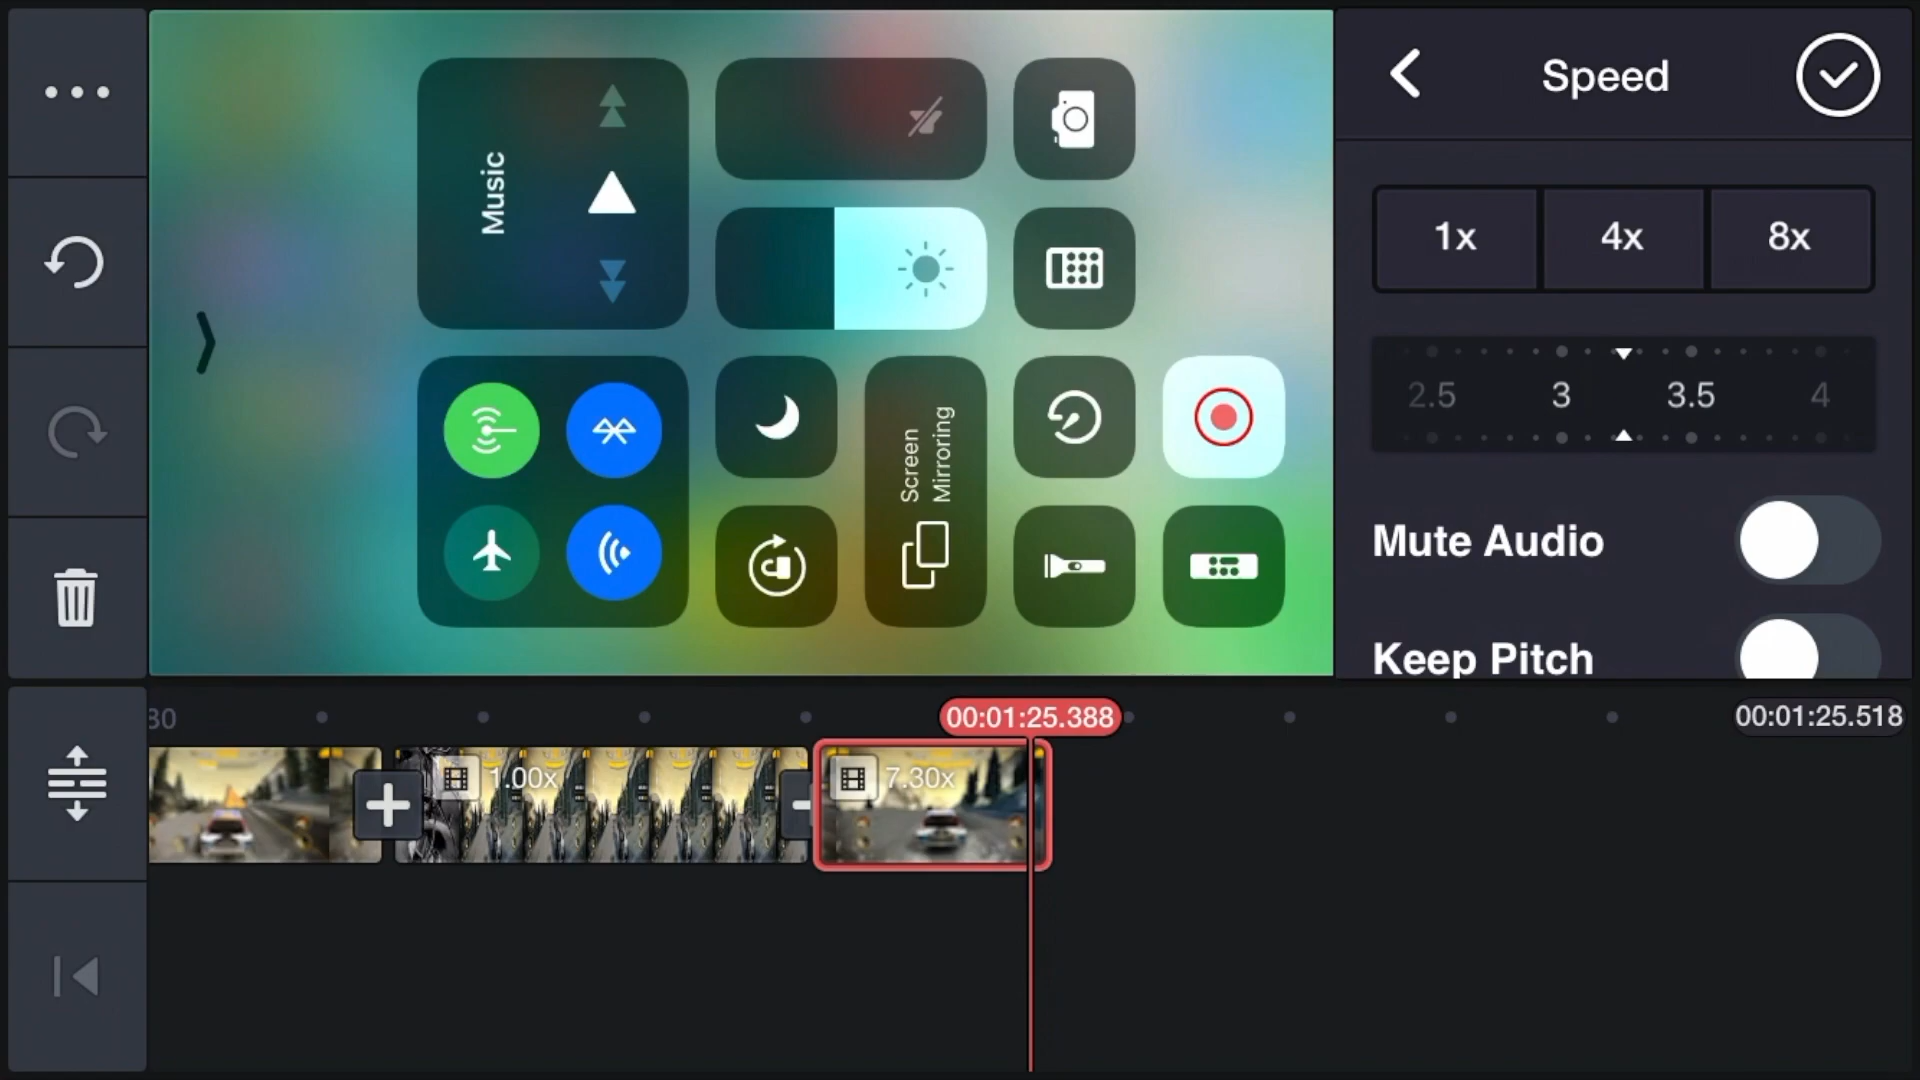 Speed
Music
1x
4x
8x
2.5
3
3.5
4
Screen
Mirroring
Mute Audio
Keep Pitch
30
00:01:25.388
00:01:25.518
1.00x
7.30x